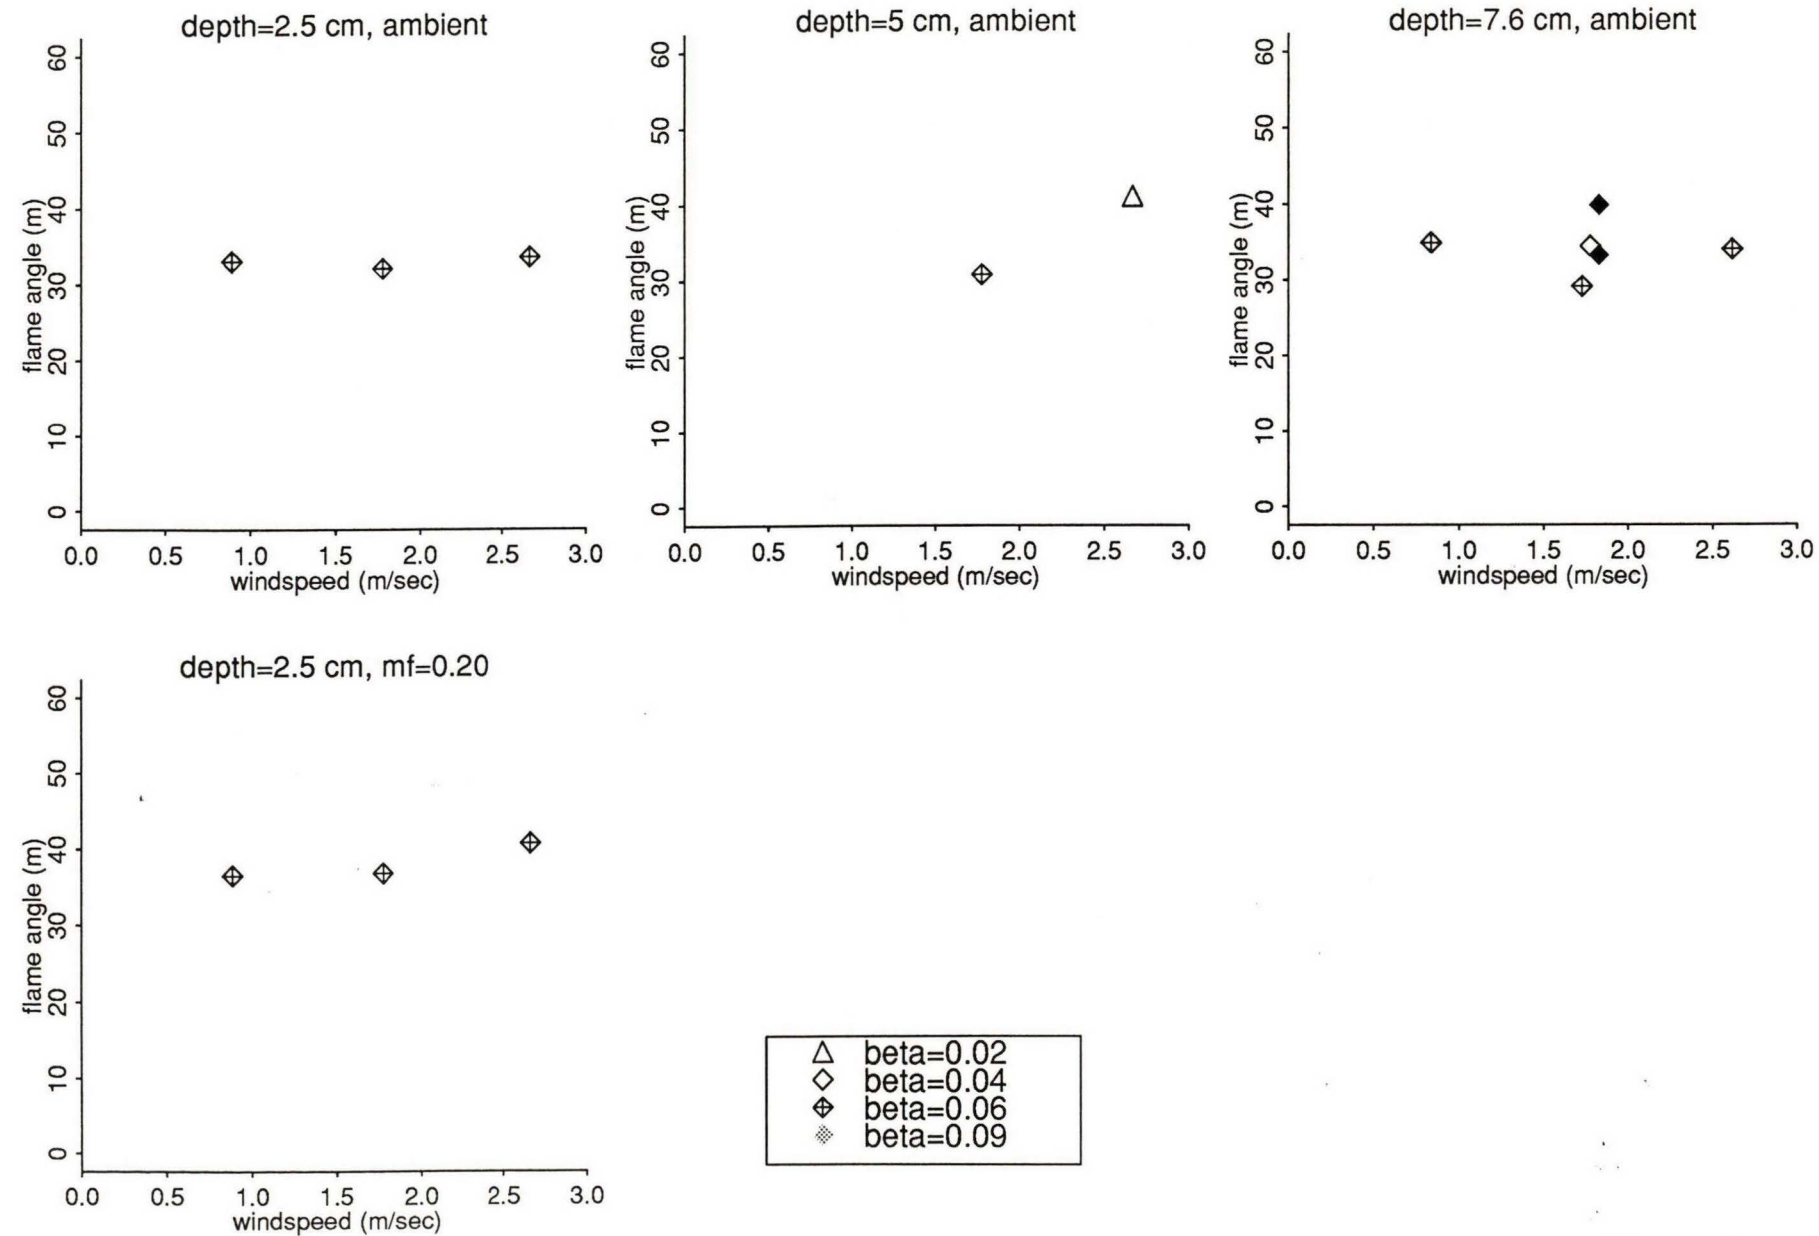 depth=2.5 cm, ambient
60
50
40
30
20
10
0
flame angle (m)
0.0 0.5 1.0 1.5 2.0 2.5 3.0
windspeed (m/sec)
depth=5 cm, ambient
60
50
40
30
20
10
0
flame angle (m)
0.0 0.5 1.0 1.5 2.0 2.5 3.0
windspeed (m/sec)
depth=7.6 cm, ambient
60
50
40
30
20
10
0
flame angle (m)
0.0 0.5 1.0 1.5 2.0 2.5 3.0
windspeed (m/sec)
depth=2.5 cm, mf=0.20
60
50
40
30
20
10
0
flame angle (m)
0.0 0.5 1.0 1.5 2.0 2.5 3.0
windspeed (m/sec)
beta=0.02
beta=0.04
beta=0.06
beta=0.09